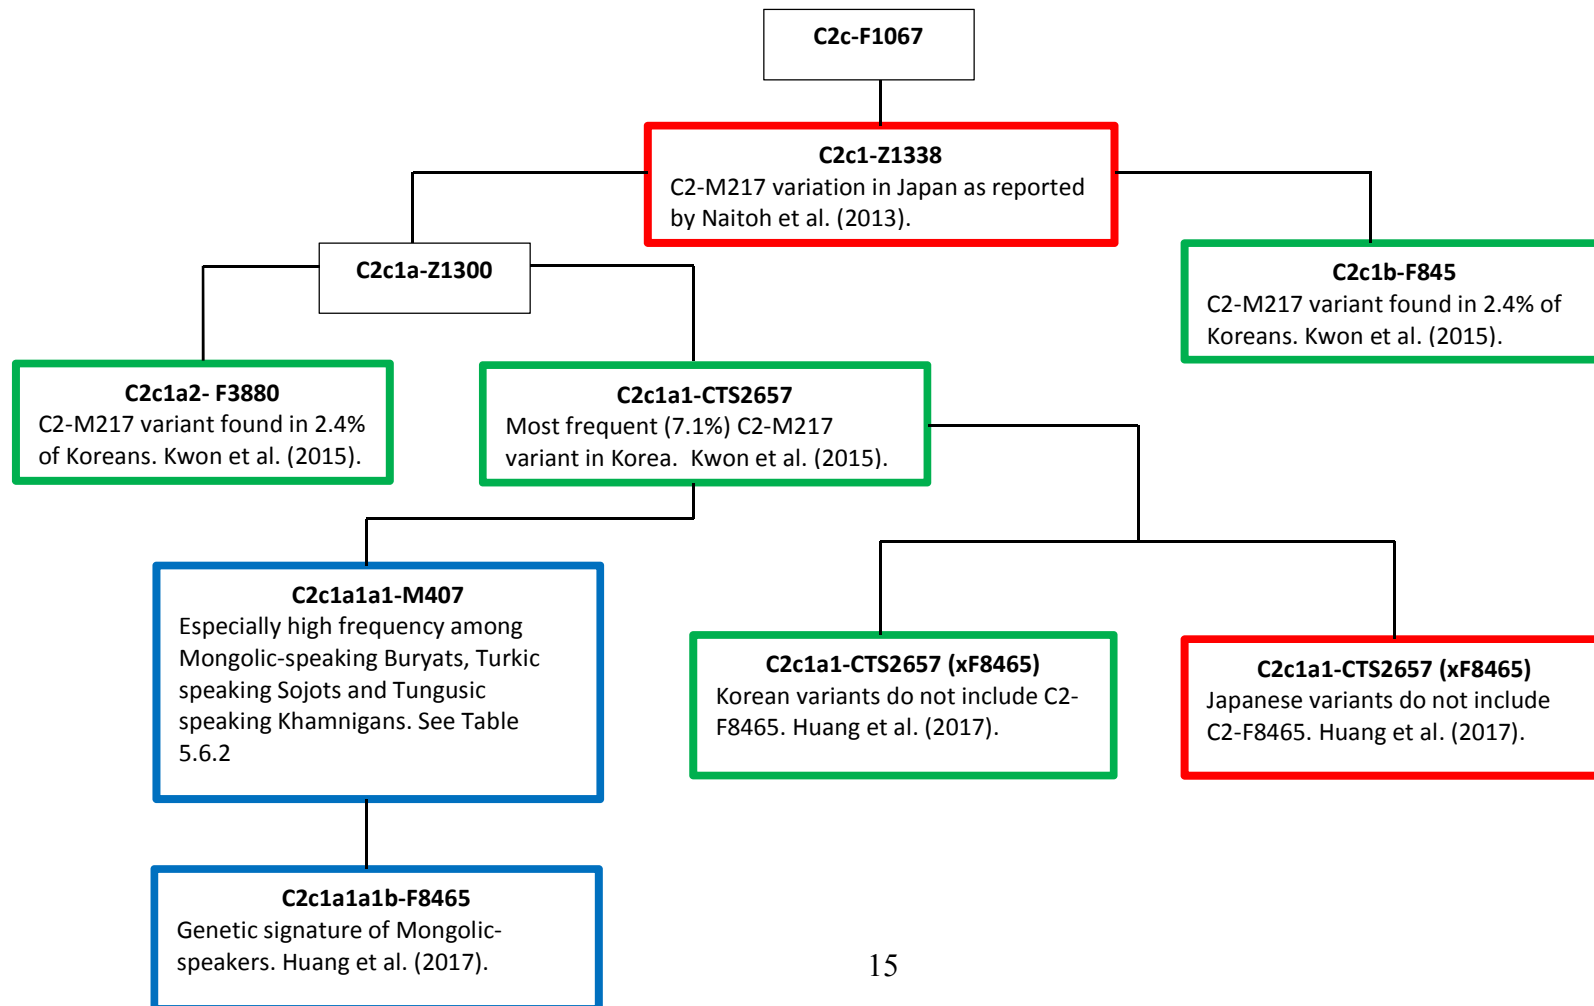 C2c-F1067
C2c1-Z1338
C2-M217 variation in Japan as reported
by Naitoh et al. (2013).
C2c1a-Z1300
C2c1b-F845
C2-M217 variant found in 2.4% of
Koreans. Kwon et al. (2015).
C2c1a2- F3880
C2-M217 variant found in 2.4%
of Koreans. Kwon et al. (2015).
C2c1a1-CTS2657
Most frequent (7.1%) C2-M217
variant in Korea.  Kwon et al. (2015).
C2c1a1a1-M407
Especially high frequency among
Mongolic-speaking Buryats, Turkic
speaking Sojots and Tungusic
speaking Khamnigans. See Table
5.6.2
C2c1a1-CTS2657 (xF8465)
Korean variants do not include C2-
F8465. Huang et al. (2017).
C2c1a1-CTS2657 (xF8465)
Japanese variants do not include
C2-F8465. Huang et al. (2017).
C2c1a1a1b-F8465
Genetic signature of Mongolic-
speakers. Huang et al. (2017).
15